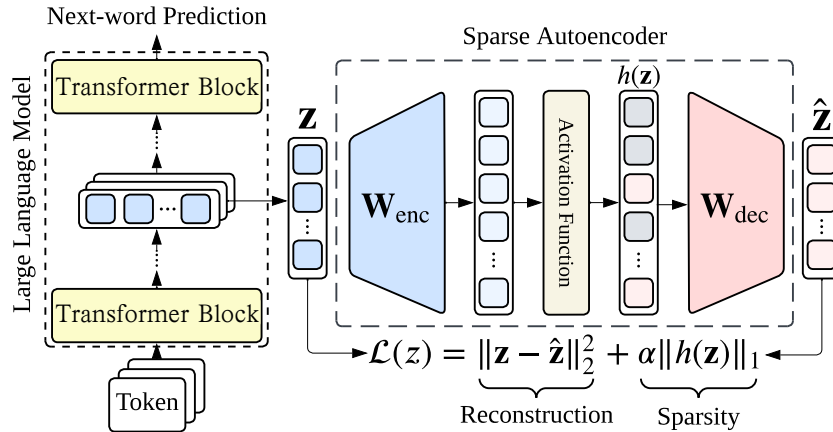 Next-word Prediction
Large Language Model
Transformer Block
...
Transformer Block
Token
Sparse Autoencoder
z
W_enc
Activation Function
h(z)
W_dec
ẑ
ℒ(z) = ‖z − ẑ‖₂² + α‖h(z)‖₁
Reconstruction
Sparsity